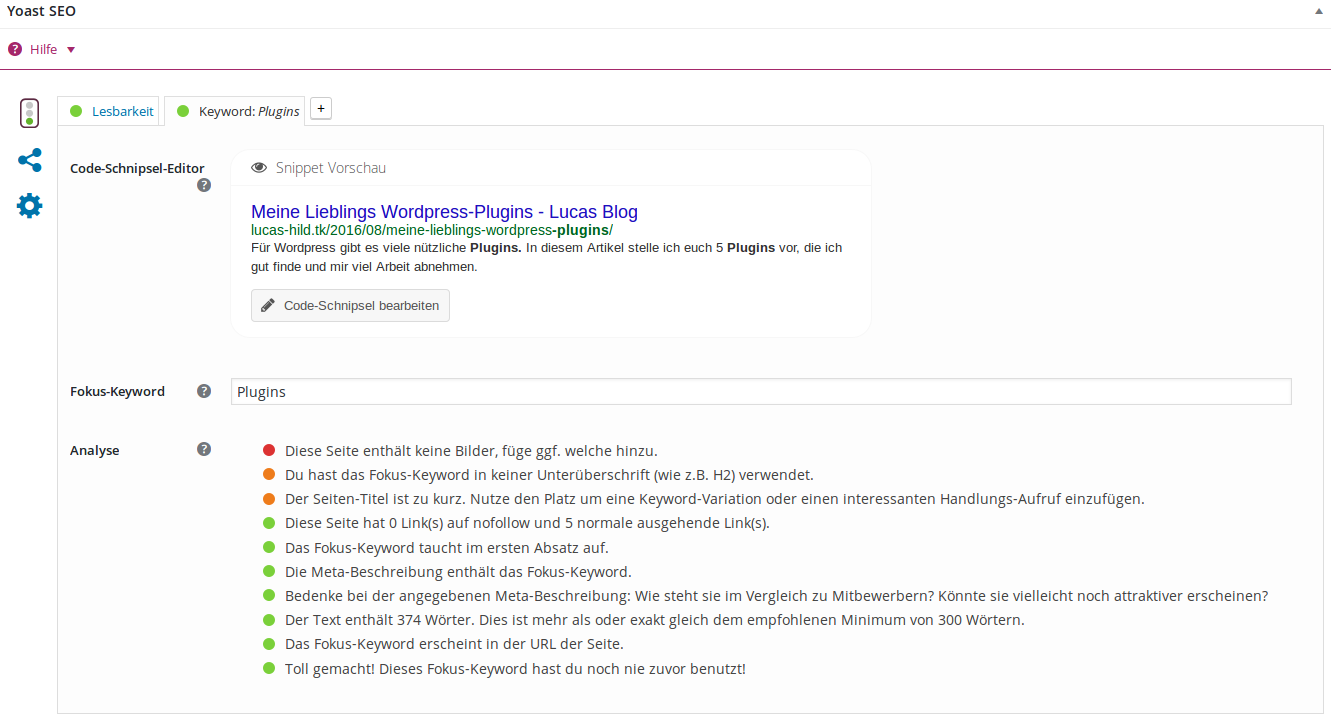 Yoast SEO
? Hilfe
Lesbarkeit
Keyword: Plugins
+
Code-Schnipsel-Editor
?
Snippet Vorschau
Meine Lieblings Wordpress-Plugins - Lucas Blog
lucas-hild.tk/2016/08/meine-lieblings-wordpress-plugins/
Für Wordpress gibt es viele nützliche Plugins. In diesem Artikel stelle ich euch 5 Plugins vor, die ich
gut finde und mir viel Arbeit abnehmen.
Code-Schnipsel bearbeiten
Fokus-Keyword ? Plugins
Analyse ?
Diese Seite enthält keine Bilder, füge ggf. welche hinzu.
Du hast das Fokus-Keyword in keiner Unterüberschrift (wie z.B. H2) verwendet.
Der Seiten-Titel ist zu kurz. Nutze den Platz um eine Keyword-Variation oder einen interessanten Handlungs-Aufruf einzufügen.
Diese Seite hat 0 Link(s) auf nofollow und 5 normale ausgehende Link(s).
Das Fokus-Keyword taucht im ersten Absatz auf.
Die Meta-Beschreibung enthält das Fokus-Keyword.
Bedenke bei der angegebenen Meta-Beschreibung: Wie steht sie im Vergleich zu Mitbewerbern? Könnte sie vielleicht noch attraktiver erscheinen?
Der Text enthält 374 Wörter. Dies ist mehr als oder exakt gleich dem empfohlenen Minimum von 300 Wörtern.
Das Fokus-Keyword erscheint in der URL der Seite.
Toll gemacht! Dieses Fokus-Keyword hast du noch nie zuvor benutzt!